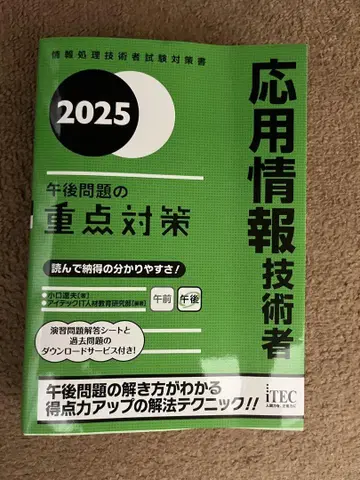 情報処理技術者試験対策書
2025
応用情報技術者
午後問題の
重点対策
読んで納得の分かりやすさ!
小口達夫[著]
アイテックIT人材教育研究部[編著]
午前
午後
演習問題解答シートと
過去問題の
ダウンロードサービス付き!
午後問題の解き方がわかる
得点力アップの解法テクニック!!
iTEC